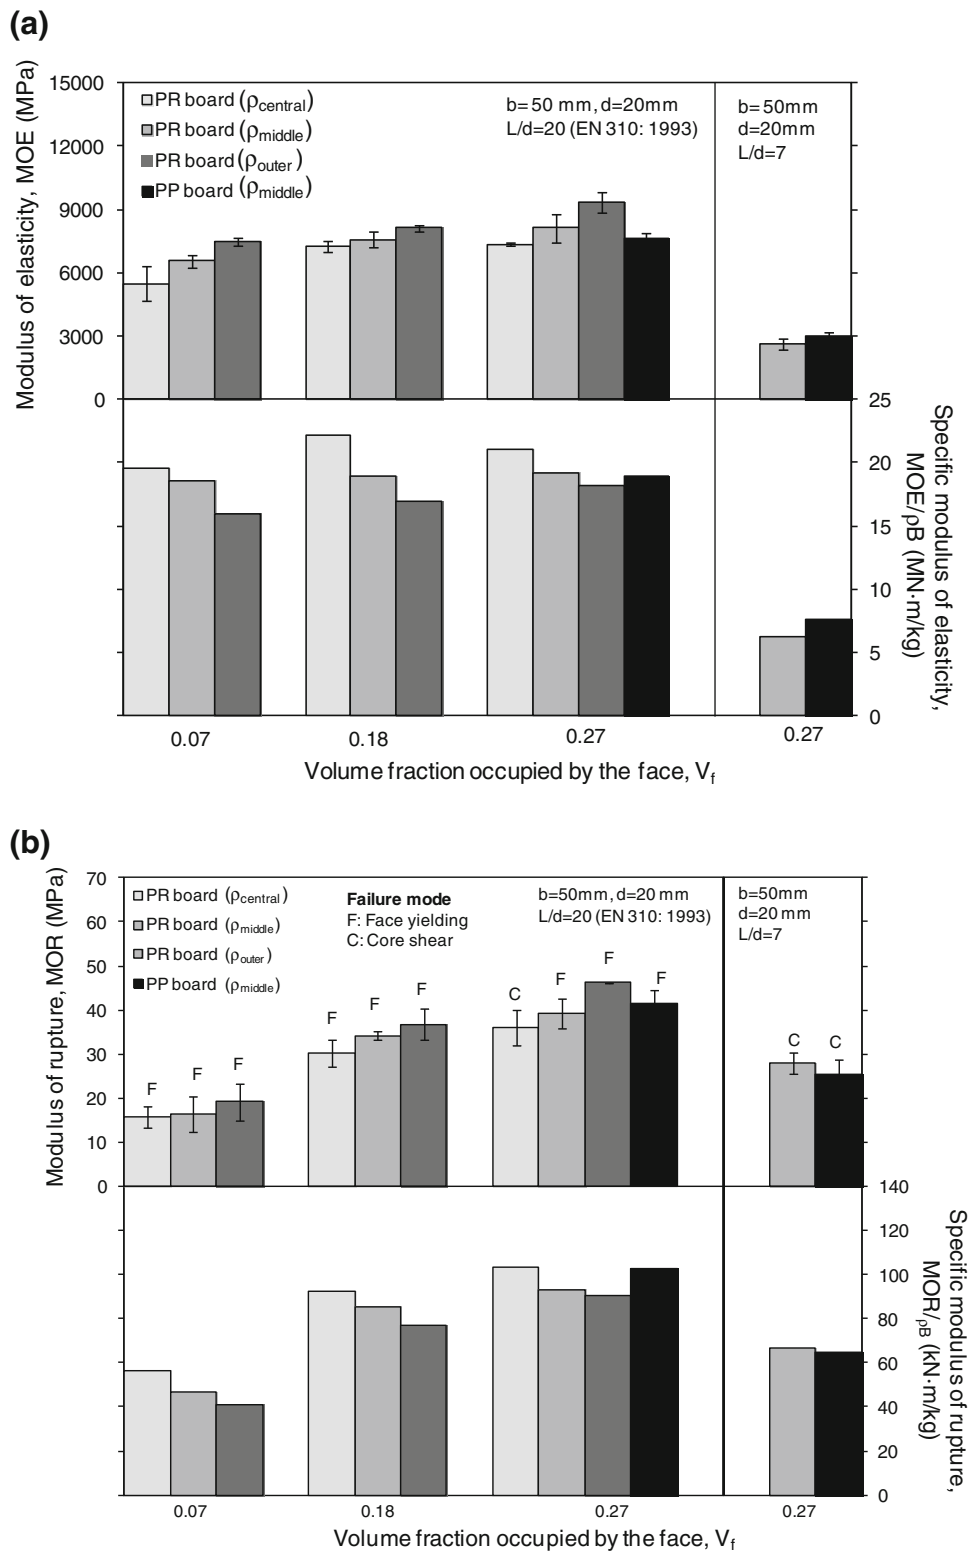 (a)
Modulus of elasticity, MOE (MPa)
15000
12000
9000
6000
3000
0
PR board (ρcentral)
PR board (ρmiddle)
PR board (ρouter)
PP board (ρmiddle)
b=50 mm, d=20mm
L/d=20 (EN 310: 1993)
b=50mm
d=20mm
L/d=7
25
20
15
10
5
0
Specific modulus of elasticity,
MOE/ρB (MN·m/kg)
0.07
0.18
0.27
0.27
Volume fraction occupied by the face, Vf
(b)
Modulus of rupture, MOR (MPa)
70
60
50
40
30
20
10
0
PR board (ρcentral)
PR board (ρmiddle)
PR board (ρouter)
PP board (ρmiddle)
Failure mode
F: Face yielding
C: Core shear
b=50mm, d=20 mm
L/d=20 (EN 310: 1993)
b=50mm
d=20 mm
L/d=7
F
F
F
F
F
F
C
F
F
F
C
C
140
120
100
80
60
40
20
0
Specific modulus of rupture,
MOR/ρB (kN·m/kg)
0.07
0.18
0.27
0.27
Volume fraction occupied by the face, Vf